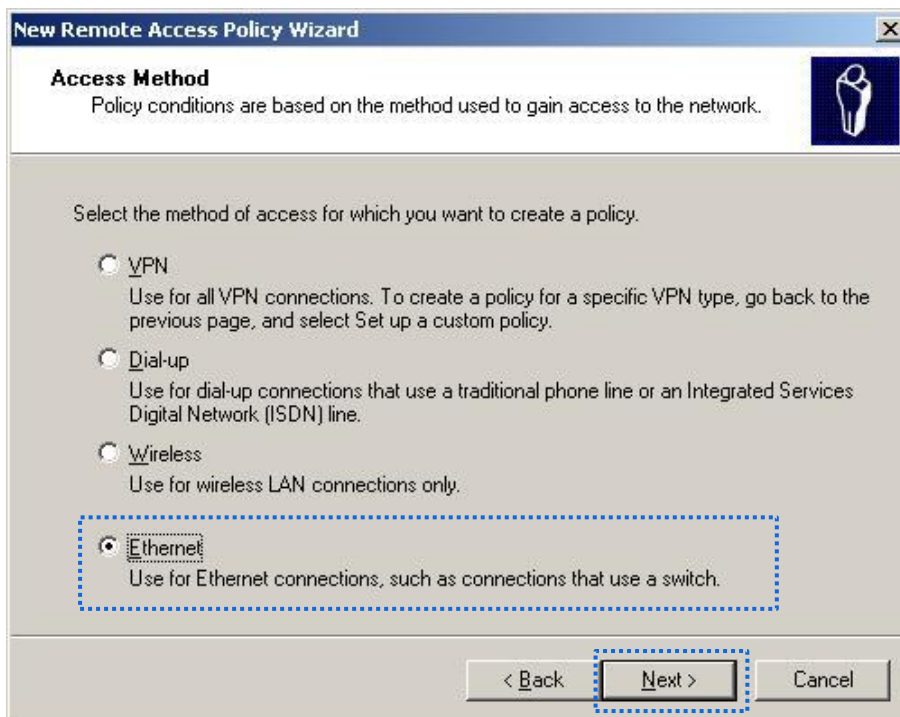 New Remote Access Policy Wizard
Access Method
Policy conditions are based on the method used to gain access to the network.
Select the method of access for which you want to create a policy.
VPN
Use for all VPN connections. To create a policy for a specific VPN type, go back to the
previous page, and select Set up a custom policy.
Dial-up
Use for dial-up connections that use a traditional phone line or an Integrated Services
Digital Network (ISDN) line.
Wireless
Use for wireless LAN connections only.
Ethernet
Use for Ethernet connections, such as connections that use a switch.
< Back Next > Cancel